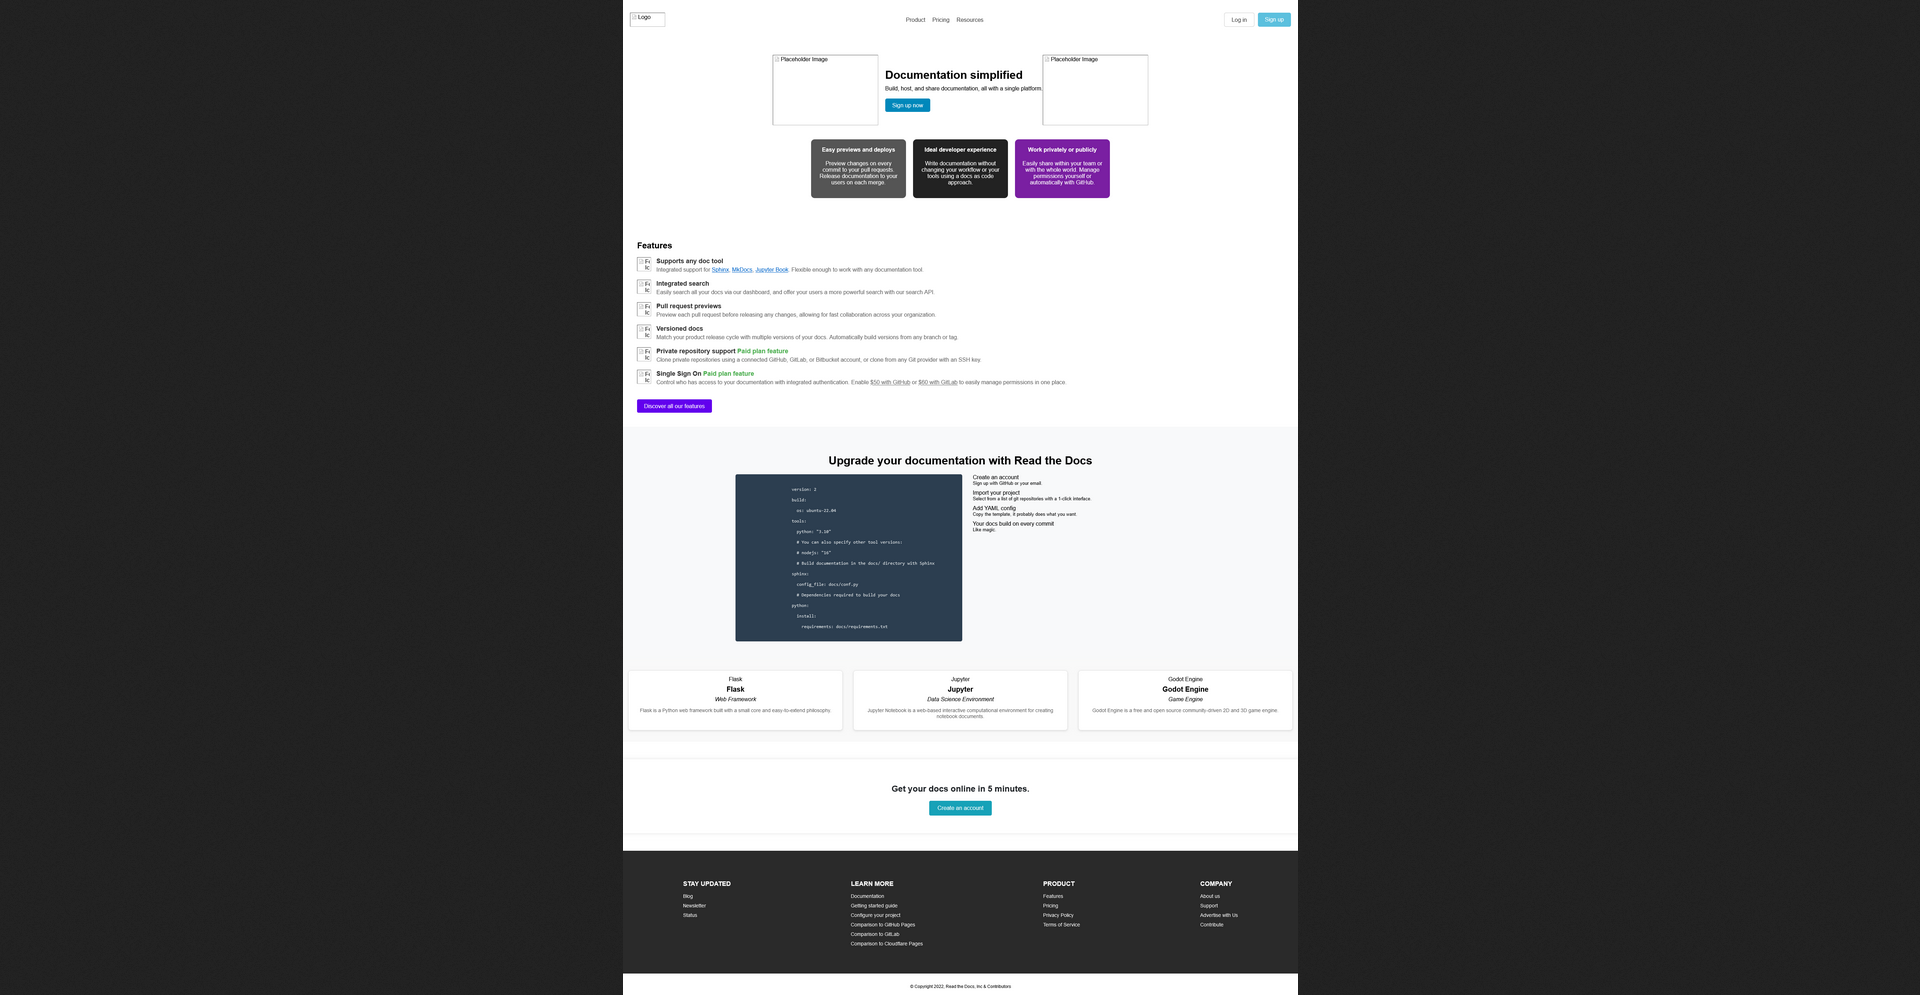 Logo
Product Pricing Resources
Log in
Sign up
Placeholder Image
Documentation simplified
Build, host, and share documentation, all with a single platform.
Sign up now
Placeholder Image
Easy previews and deploys
Preview changes on every
commit to your pull requests.
Release documentation to your
users on each merge.
Ideal developer experience
Write documentation without
changing your workflow or your
tools using a docs as code
approach.
Work privately or publicly
Easily share within your team or
with the whole world. Manage
permissions yourself or
automatically with GitHub.
Features
Supports any doc tool
Integrated support for Sphinx, MkDocs, Jupyter Book. Flexible enough to work with any documentation tool.
Integrated search
Easily search all your docs via our dashboard, and offer your users a more powerful search with our search API.
Pull request previews
Preview each pull request before releasing any changes, allowing for fast collaboration across your organization.
Versioned docs
Match your product release cycle with multiple versions of your docs. Automatically build versions from any branch or tag.
Private repository support Paid plan feature
Clone private repositories using a connected GitHub, GitLab, or Bitbucket account, or clone from any Git provider with an SSH key.
Single Sign On Paid plan feature
Control who has access to your documentation with integrated authentication. Enable $50 with GitHub or $60 with GitLab to easily manage permissions in one place.
Discover all our features
Upgrade your documentation with Read the Docs
version: 2
build:
os: ubuntu-22.04
tools:
python: "3.10"
# You can also specify other tool versions:
# nodejs: "16"
# Build documentation in the docs/ directory with Sphinx
sphinx:
config_file: docs/conf.py
# Dependencies required to build your docs
python:
install:
requirements: docs/requirements.txt
Create an account
Sign up with GitHub or your email.
Import your project
Select from a list of git repositories with a 1-click interface.
Add YAML config
Copy the template. It probably does what you want
Your docs build on every commit
Like magic.
Flask
Flask
Web Framework
Flask is a Python web framework built with a small core and easy-to-extend philosophy.
Jupyter
Jupyter
Data Science Environment
Jupyter Notebook is a web-based interactive computational environment for creating
notebook documents.
Godot Engine
Godot Engine
Game Engine
Godot Engine is a free and open source community-driven 2D and 3D game engine.
Get your docs online in 5 minutes.
Create an account
STAY UPDATED
Blog
Newsletter
Status
LEARN MORE
Documentation
Getting started guide
Configure your project
Comparison to GitHub Pages
Comparison to GitLab
Comparison to Cloudflare Pages
PRODUCT
Features
Pricing
Privacy Policy
Terms of Service
COMPANY
About us
Support
Advertise with Us
Contribute
© Copyright 2022, Read the Docs, Inc & Contributors